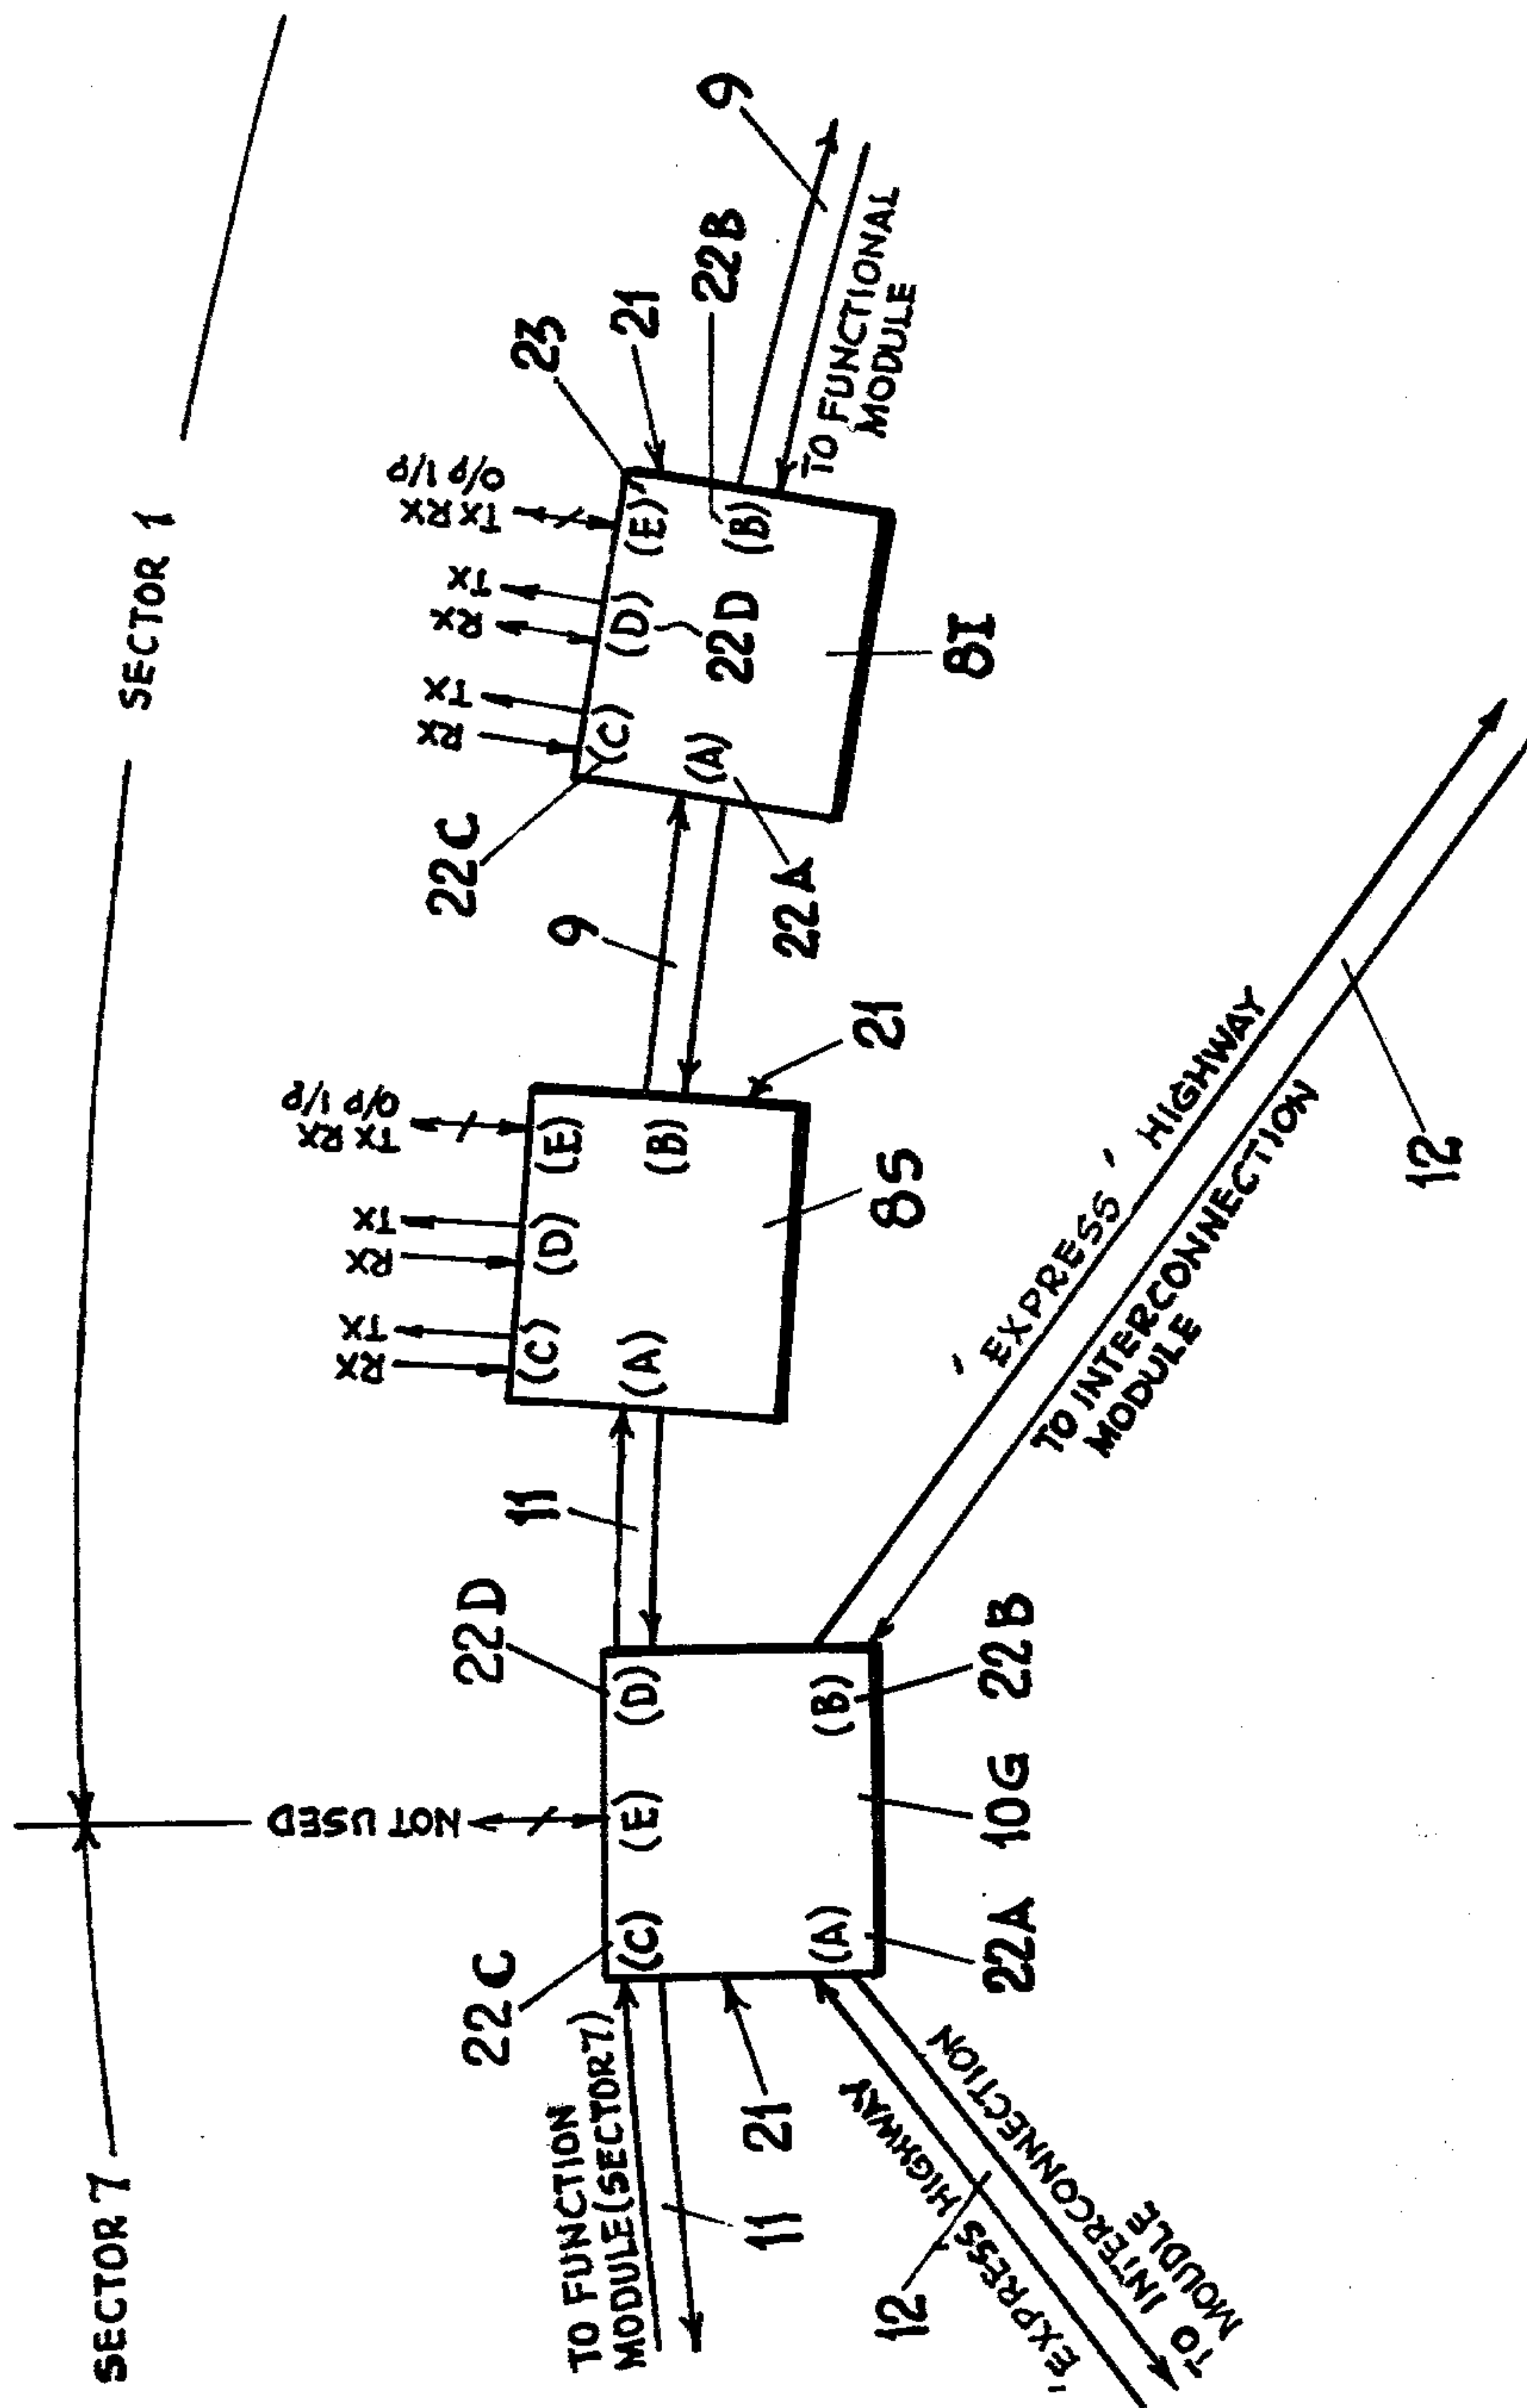 SECTOR 7
SECTOR 1
NOT USED
RX
TX
RX
TX
TX RX
O/P I/P
RX
TX
RX
TX
TX RX
O/P I/P
22C
22D
11
9
22C
23
21
9
TO FUNCTION
MODULE (SECTOR 7)
(C)
(E)
(D)
(C)
(D)
(E)
(C)
(D)
(E)
22D
22B
(A)
(B)
(A)
(B)
(A)
(B)
11
21
21
22A
TO FUNCTIONAL
MODULE
22A
10G
22B
8S
8I
12
'EXPRESS' HIGHWAY
TO INTERCONNECTION
MOUDLE
' EXPRESS ' HIGHWAY
TO INTERCONNECTION
MODULE
12